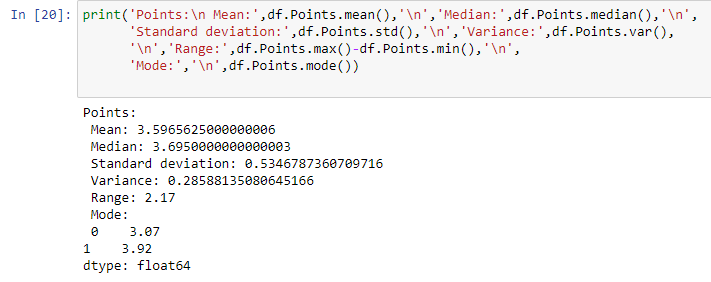 In [20]: print('Points:\n Mean:',df.Points.mean(),'\n','Median:',df.Points.median(),'\n',
'Standard deviation:',df.Points.std(),'\n','Variance:',df.Points.var(),
'\n','Range:',df.Points.max()-df.Points.min(),'\n',
'Mode:','\n',df.Points.mode())
Points:
Mean: 3.5965625000000006
Median: 3.6950000000000003
Standard deviation: 0.5346787360709716
Variance: 0.28588135080645166
Range: 2.17
Mode:
0    3.07
1    3.92
dtype: float64